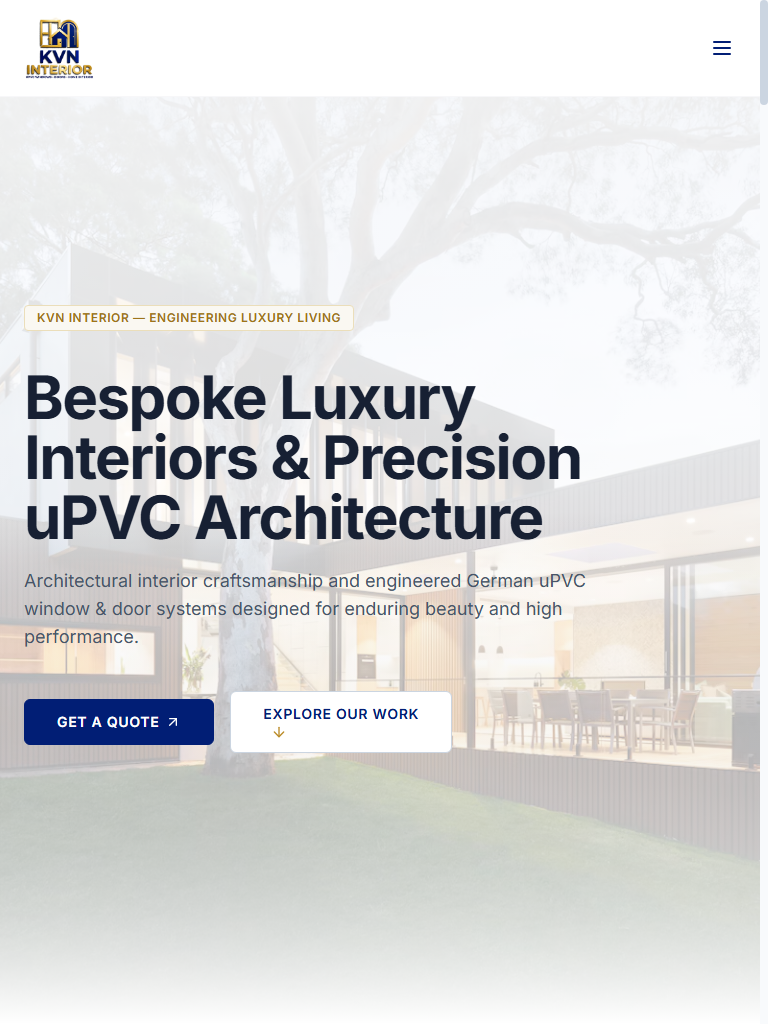 KVN
INTERIOR
KVN INTERIOR — ENGINEERING LUXURY LIVING
Bespoke Luxury
Interiors & Precision
uPVC Architecture
Architectural interior craftsmanship and engineered German uPVC
window & door systems designed for enduring beauty and high
performance.
GET A QUOTE
EXPLORE OUR WORK